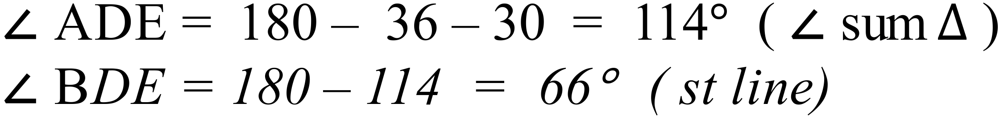 ∠ ADE = 180 – 36 – 30 = 114° ( ∠ sum Δ )
∠ BDE = 180 – 114 = 66° ( st line)